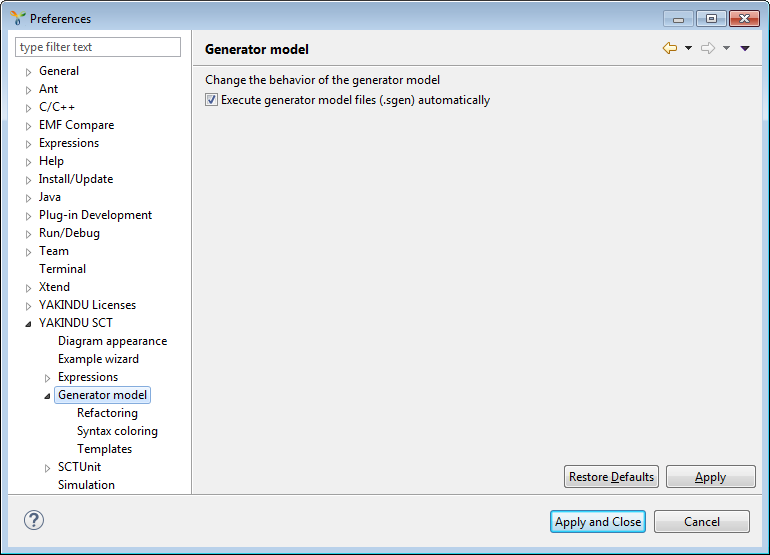 Preferences
type filter text
General
Ant
C/C++
EMF Compare
Expressions
Help
Install/Update
Java
Plug-in Development
Run/Debug
Team
Terminal
Xtend
YAKINDU Licenses
YAKINDU SCT
Diagram appearance
Example wizard
Expressions
Generator model
Refactoring
Syntax coloring
Templates
SCTUnit
Simulation
Generator model
Change the behavior of the generator model
Execute generator model files (.sgen) automatically
Restore Defaults
Apply
Apply and Close
Cancel